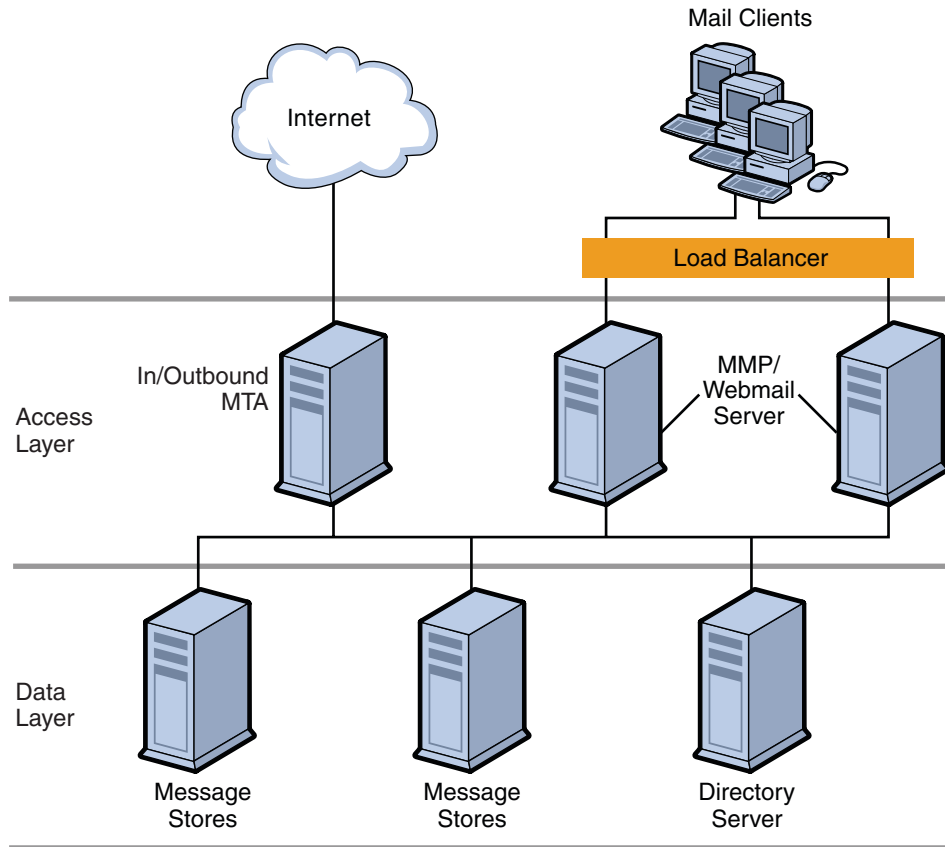 Mail Clients
Internet
Load Balancer
In/Outbound
MTA
MMP/
Webmail
Server
Access
Layer
Data
Layer
Message
Stores
Message
Stores
Directory
Server